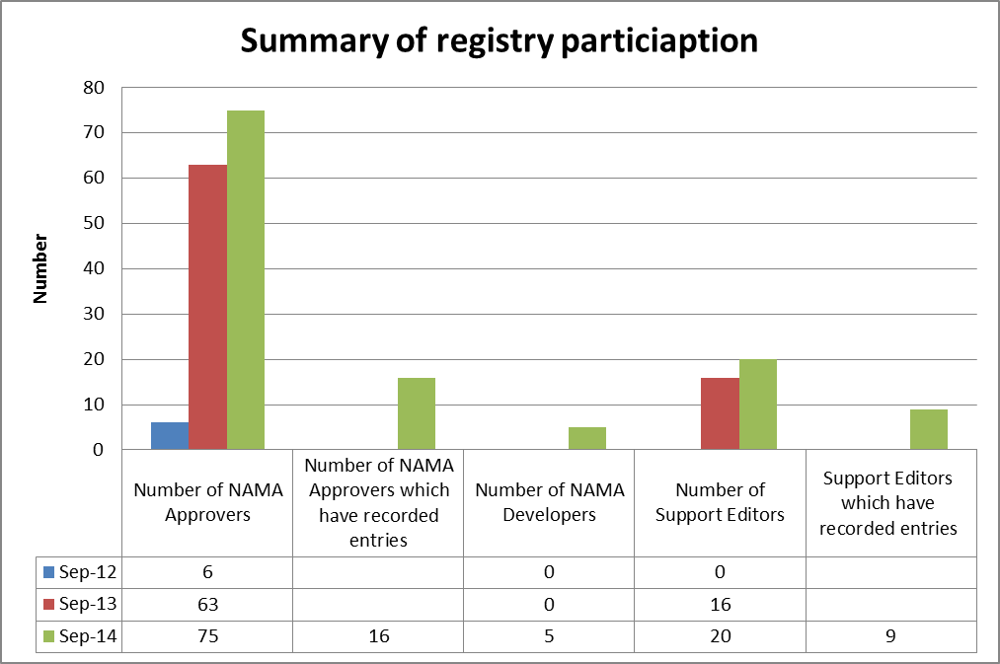 Summary of registry particiaption
Number
80
70
60
50
40
30
20
10
0
Number of NAMA
Approvers
Number of NAMA
Approvers which
have recorded
entries
Number of NAMA
Developers
Number of
Support Editors
Support Editors
which have
recorded entries
Sep-12 6 0 0
Sep-13 63 0 16
Sep-14 75 16 5 20 9